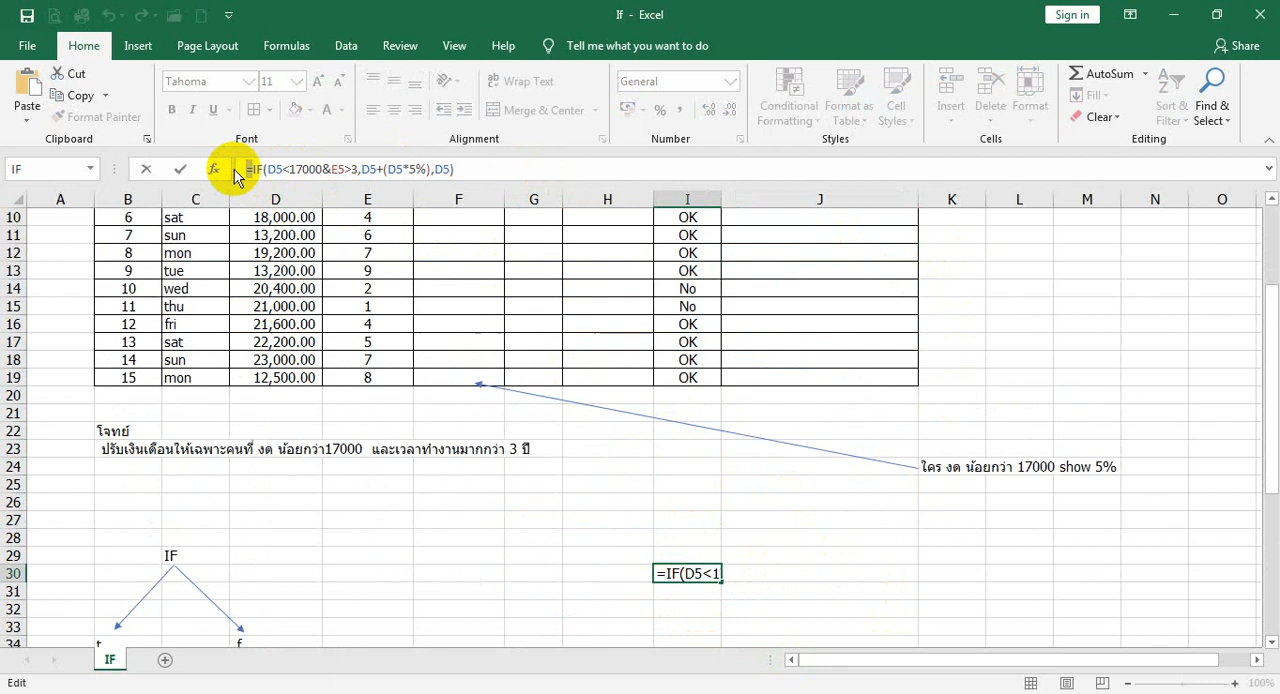 If - Excel
Sign in
File Home Insert Draw Page Layout Formulas Data Review View Help Tell me what you want to do Share
Paste
Cut
Copy
Format Painter
Clipboard
Tahoma 11
B I U
Font
Wrap Text
Merge & Center
Alignment
General
Number
Conditional Formatting
Format as Table
Cell Styles
Styles
Insert Delete Format
Cells
AutoSum
Fill
Clear
Sort & Filter
Find & Select
Editing
IF fx =IF(D5<17000&E5>3,D5+(D5*5%),D5)
A B C D E F G H I J K L M N O
10 6 sat 18,000.00 4 OK
11 7 sun 13,200.00 6 OK
12 8 mon 19,200.00 7 OK
13 9 tue 13,200.00 9 OK
14 10 wed 20,400.00 2 No
15 11 thu 21,000.00 1 No
16 12 fri 21,600.00 4 OK
17 13 sat 22,200.00 5 OK
18 14 sun 23,000.00 7 OK
19 15 mon 12,500.00 8 OK
20
21
22 โจทย์
23 ปรับเงินเดือนให้เฉพาะคนที่ งด น้อยกว่า17000 และเวลาทำงานมากกว่า 3 ปี
24 ใคร งด น้อยกว่า 17000 show 5%
25
26
27
28
29 IF
30 =IF(D5<1
31
32
33
34 t f
IF
Edit
100%